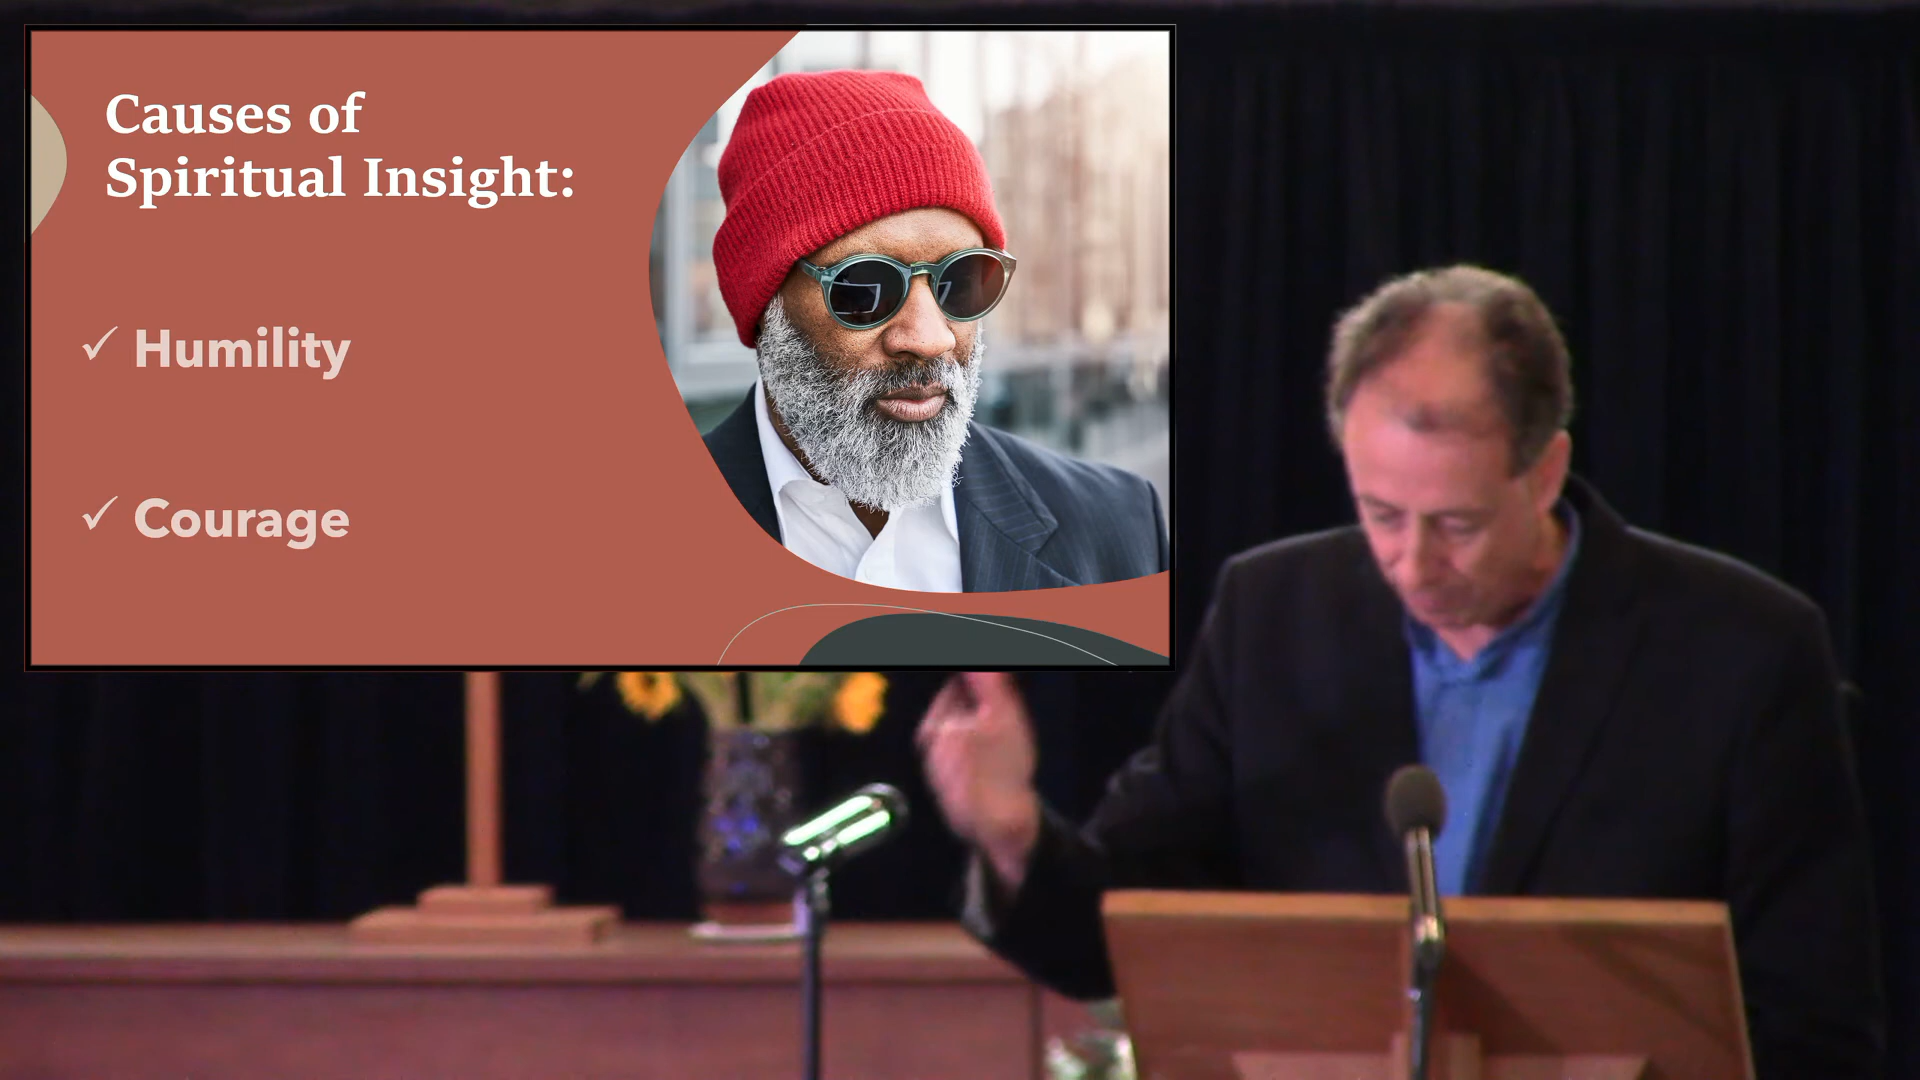 Causes of
Spiritual Insight:
✓ Humility
✓ Courage